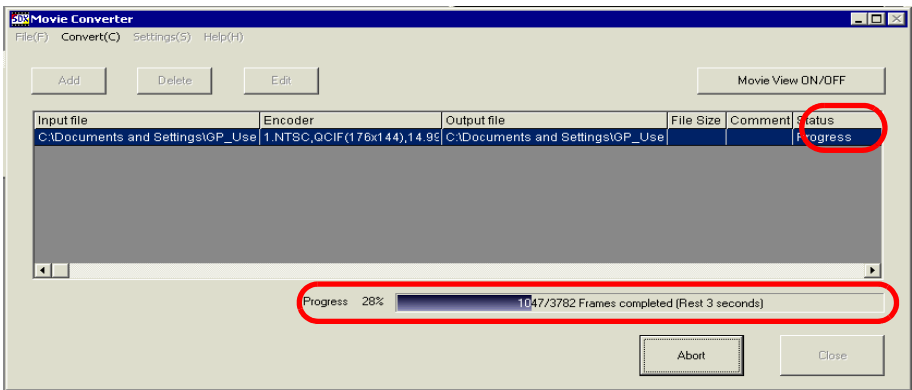 SDX Movie Converter
File(F) Convert(C) Settings(S) Help(H)
Add Delete Edit Movie View ON/OFF
Input file Encoder Output file File Size Comment Status
C:\Documents and Settings\GP_Use 1.NTSC,QCIF(176x144),14.99 C:\Documents and Settings\GP_Use Progress
Progress 28% 1047/3782 Frames completed (Rest 3 seconds)
Abort Close